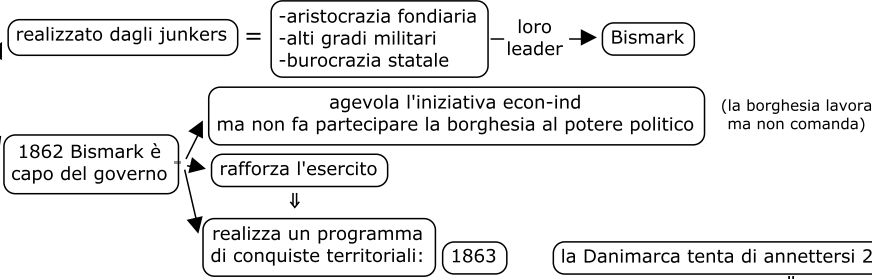 realizzato dagli junkers
=
-aristocrazia fondiaria
-alti gradi militari
-burocrazia statale
loro
leader
Bismark
agevola l'iniziativa econ-ind
ma non fa partecipare la borghesia al potere politico
(la borghesia lavora
ma non comanda)
1862 Bismark è
capo del governo
rafforza l'esercito
⇓
realizza un programma
di conquiste territoriali:
1863
la Danimarca tenta di annettersi 2